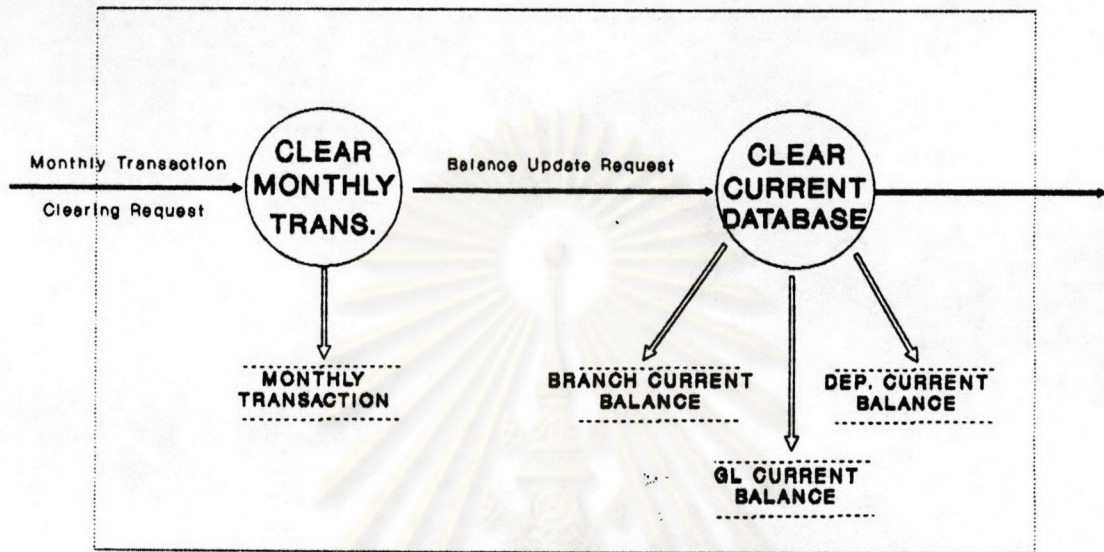 Monthly Transaction
Clearing Request
CLEAR
MONTHLY
TRANS.
Balance Update Request
CLEAR
CURRENT
DATABASE
MONTHLY
TRANSACTION
BRANCH CURRENT
BALANCE
GL CURRENT
BALANCE
DEP. CURRENT
BALANCE